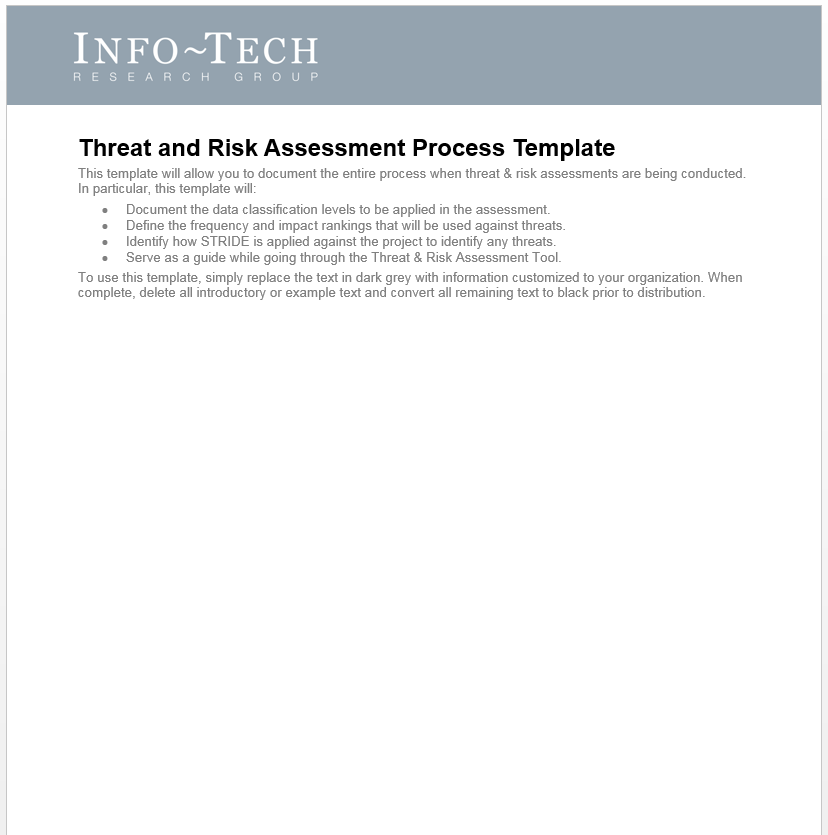 INFO~TECH
RESEARCH GROUP
Threat and Risk Assessment Process Template
This template will allow you to document the entire process when threat & risk assessments are being conducted.
In particular, this template will:
• Document the data classification levels to be applied in the assessment.
• Define the frequency and impact rankings that will be used against threats.
• Identify how STRIDE is applied against the project to identify any threats.
• Serve as a guide while going through the Threat & Risk Assessment Tool.
To use this template, simply replace the text in dark grey with information customized to your organization. When
complete, delete all introductory or example text and convert all remaining text to black prior to distribution.